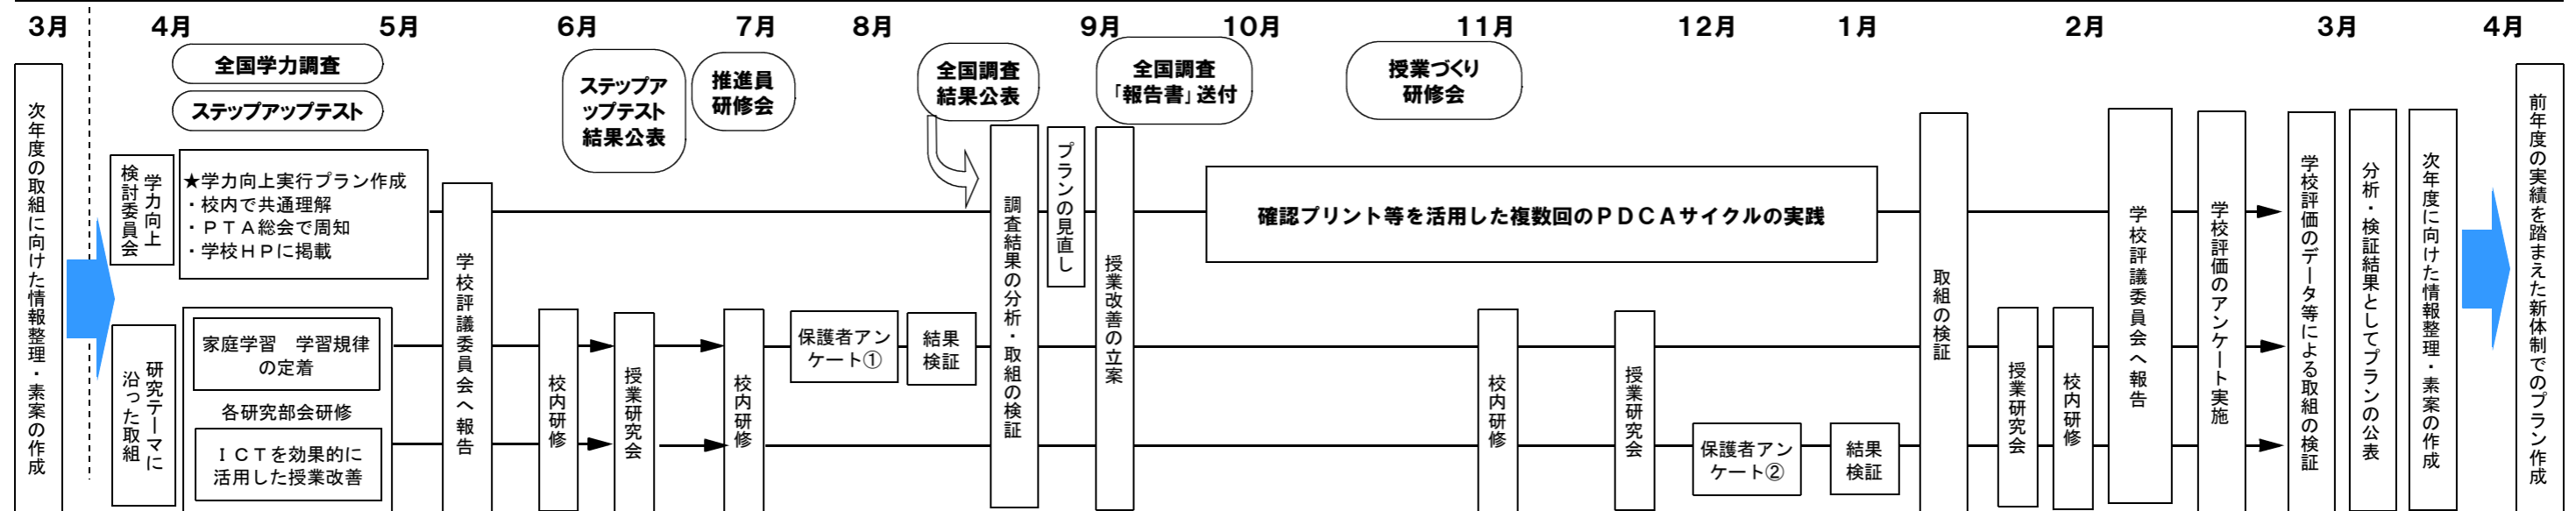 3月
4月
5月
6月
7月
8月
9月
10月
11月
12月
1月
2月
3月
4月
全国学力調査
ステップアップテスト
ステップア
ップテスト
結果公表
推進員
研修会
全国調査
結果公表
全国調査
「報告書」送付
授業づくり
研修会
次年度の取組に向けた情報整理・素案の作成
学力向上
検討委員会
★学力向上実行プラン作成
・校内で共通理解
・ＰＴＡ総会で周知
・学校ＨＰに掲載
研究テーマに
沿った取組
家庭学習　学習規律
の定着
各研究部会研修
ＩＣＴを効果的に
活用した授業改善
学校評議委員会へ報告
校内研修
授業研究会
校内研修
保護者アン
ケート①
結果
検証
調査結果の分析・取組の検証
プランの見直し
授業改善の立案
確認プリント等を活用した複数回のＰＤＣＡサイクルの実践
校内研修
授業研究会
保護者アン
ケート②
結果
検証
取組の検証
授業研究会
校内研修
学校評議委員会へ報告
学校評価のアンケート実施
学校評価のデータ等による取組の検証
分析・検証結果としてプランの公表
次年度に向けた情報整理・素案の作成
前年度の実績を踏まえた新体制でのプラン作成